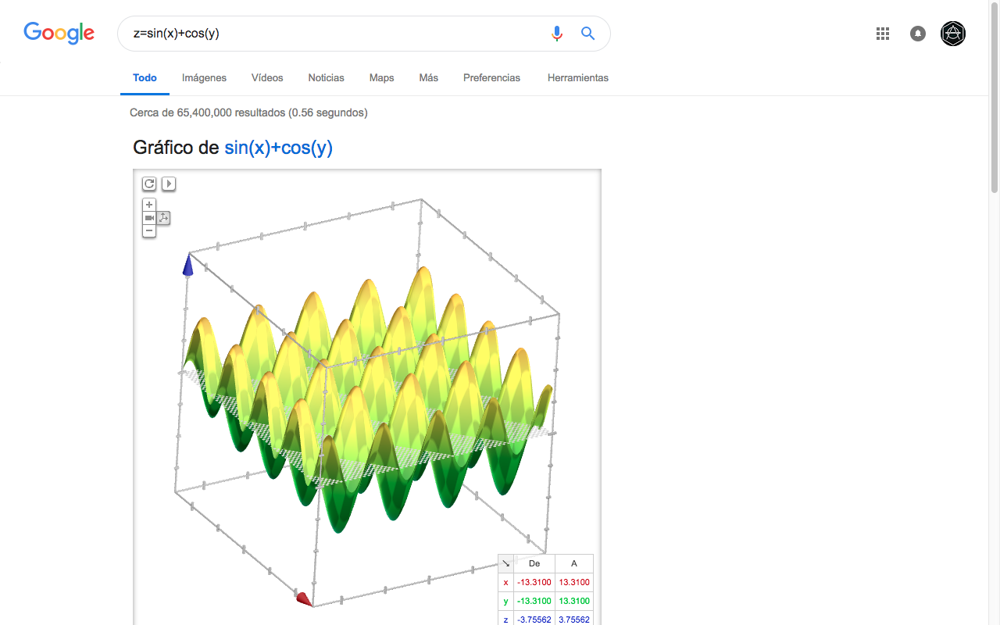 Google
z=sin(x)+cos(y)
Todo Imágenes Vídeos Noticias Maps Más Preferencias Herramientas
Cerca de 65,400,000 resultados (0.56 segundos)
Gráfico de sin(x)+cos(y)
De A
x -13.3100 13.3100
y -13.3100 13.3100
z -3.75562 3.75562